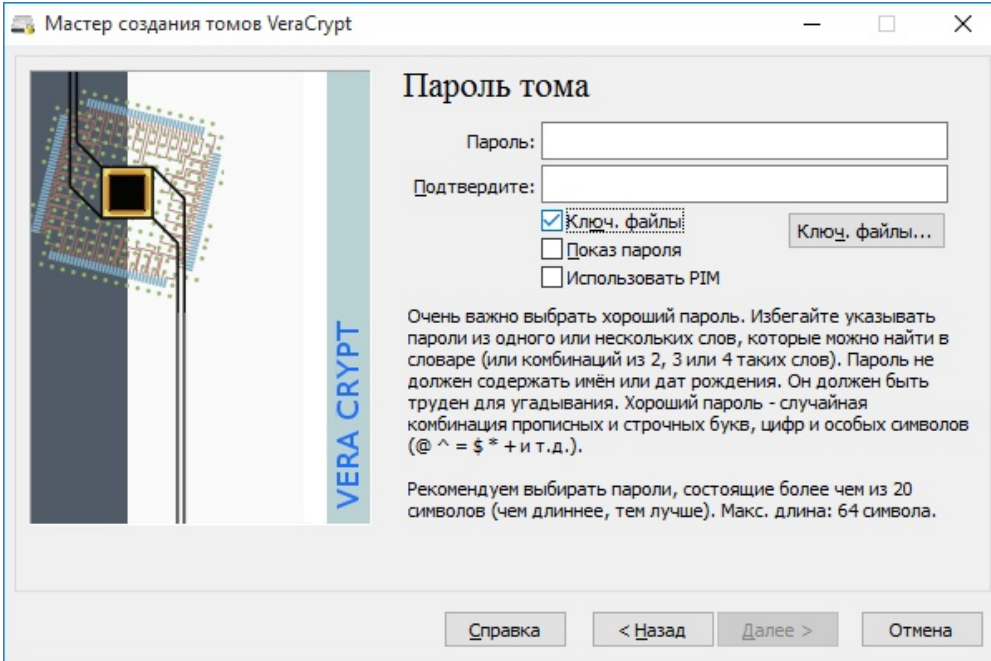 Мастер создания томов VeraCrypt
Пароль тома
Пароль:
Подтвердите:
Ключ. файлы
Ключ. файлы...
Показ пароля
Использовать PIM
Очень важно выбрать хороший пароль. Избегайте указывать
пароли из одного или нескольких слов, которые можно найти в
словаре (или комбинаций из 2, 3 или 4 таких слов). Пароль не
должен содержать имён или дат рождения. Он должен быть
труден для угадывания. Хороший пароль - случайная
комбинация прописных и строчных букв, цифр и особых символов
(@ ^ = $ * + и т.д.).
Рекомендуем выбирать пароли, состоящие более чем из 20
символов (чем длиннее, тем лучше). Макс. длина: 64 символа.
VERA CRYPT
Справка
< Назад
Далее >
Отмена